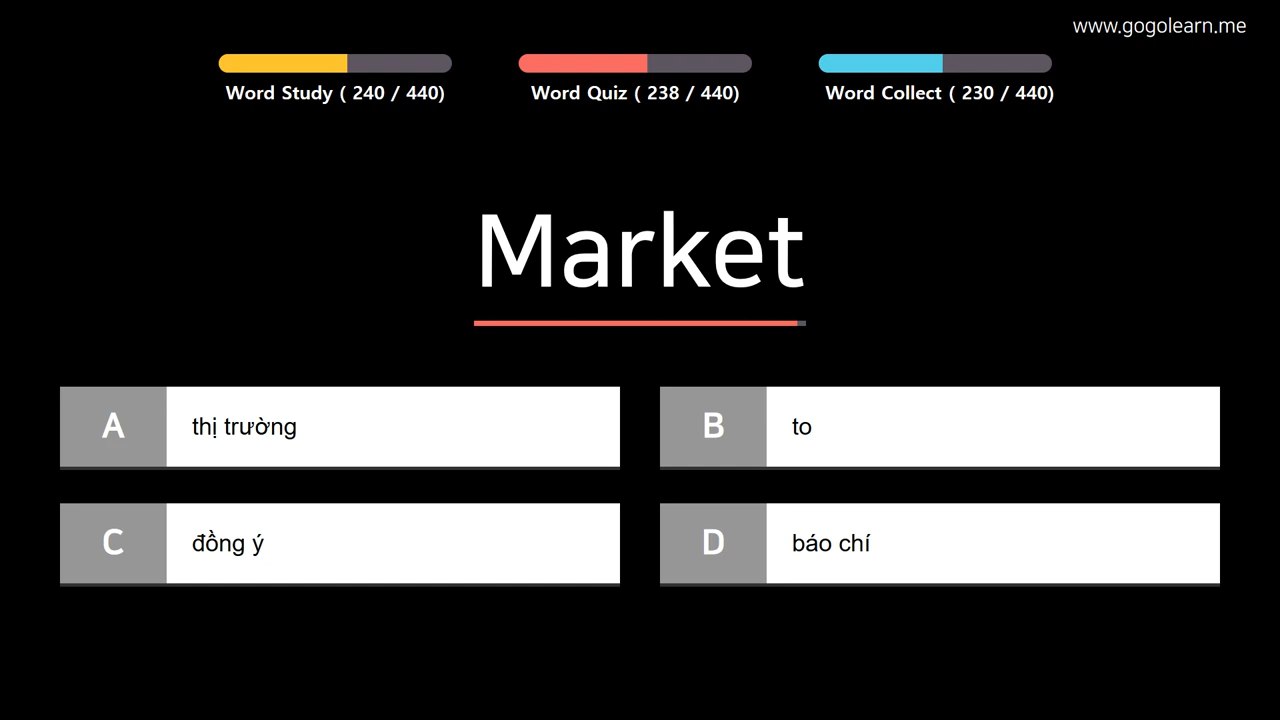 www.gogolearn.me
Word Study ( 240 / 440)
Word Quiz ( 238 / 440)
Word Collect ( 230 / 440)
Market
A thị trường
B to
C đồng ý
D báo chí